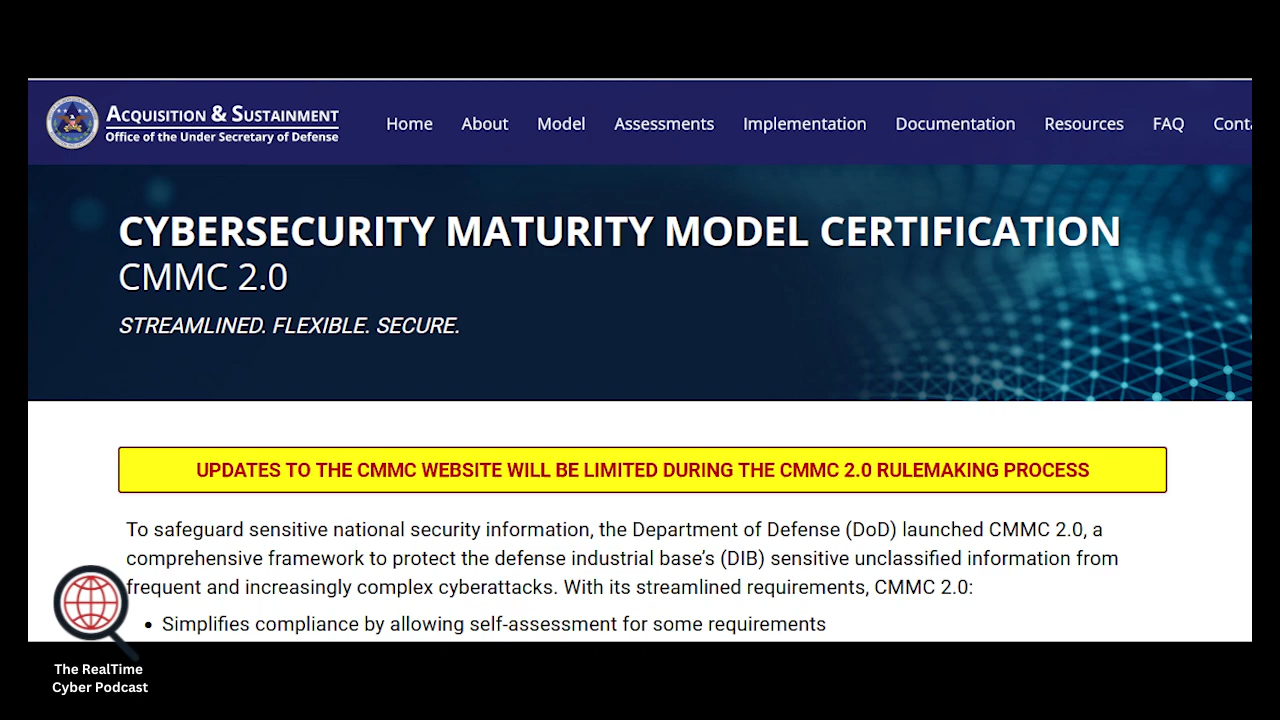 ACQUISITION & SUSTAINMENT
Office of the Under Secretary of Defense
Home About Model Assessments Implementation Documentation Resources FAQ Conta
CYBERSECURITY MATURITY MODEL CERTIFICATION
CMMC 2.0
STREAMLINED. FLEXIBLE. SECURE.
UPDATES TO THE CMMC WEBSITE WILL BE LIMITED DURING THE CMMC 2.0 RULEMAKING PROCESS
To safeguard sensitive national security information, the Department of Defense (DoD) launched CMMC 2.0, a
comprehensive framework to protect the defense industrial base’s (DIB) sensitive unclassified information from
frequent and increasingly complex cyberattacks. With its streamlined requirements, CMMC 2.0:
• Simplifies compliance by allowing self-assessment for some requirements
The RealTime
Cyber Podcast